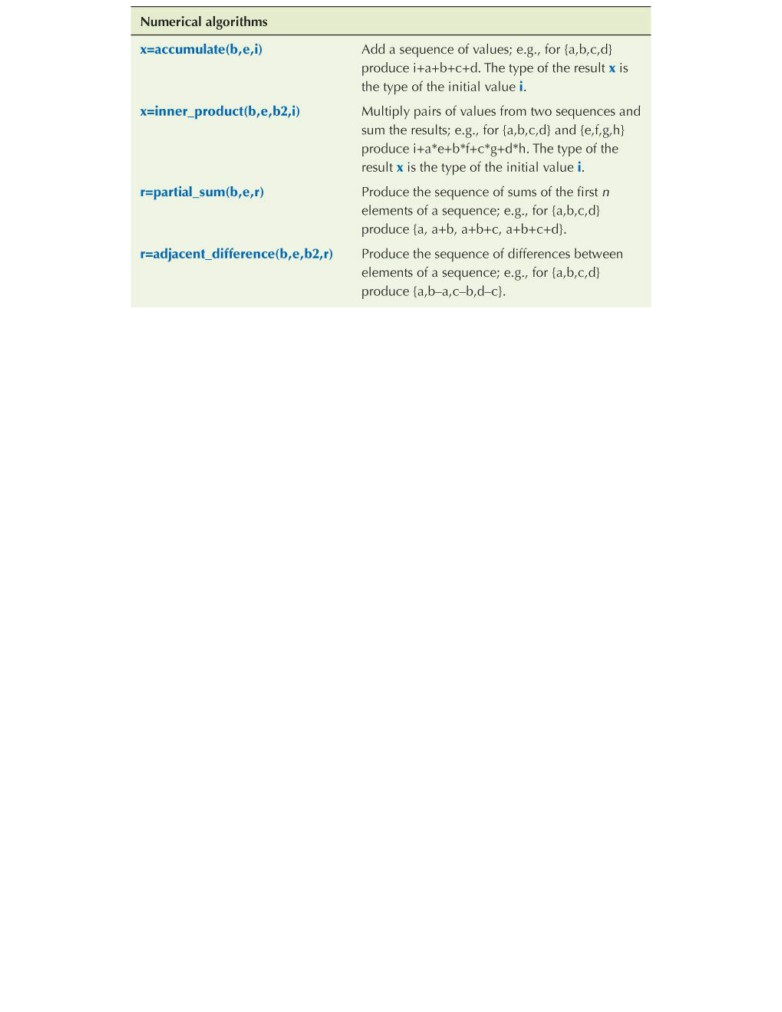 Numerical algorithms
x=accumulate(b,e,i)
Add a sequence of values; e.g., for {a,b,c,d}
produce i+a+b+c+d. The type of the result x is
the type of the initial value i.
x=inner_product(b,e,b2,i)
Multiply pairs of values from two sequences and
sum the results; e.g., for {a,b,c,d} and {e,f,g,h}
produce i+a*e+b*f+c*g+d*h. The type of the
result x is the type of the initial value i.
r=partial_sum(b,e,r)
Produce the sequence of sums of the first n
elements of a sequence; e.g., for {a,b,c,d}
produce {a, a+b, a+b+c, a+b+c+d}.
r=adjacent_difference(b,e,b2,r)
Produce the sequence of differences between
elements of a sequence; e.g., for {a,b,c,d}
produce {a,b–a,c–b,d–c}.